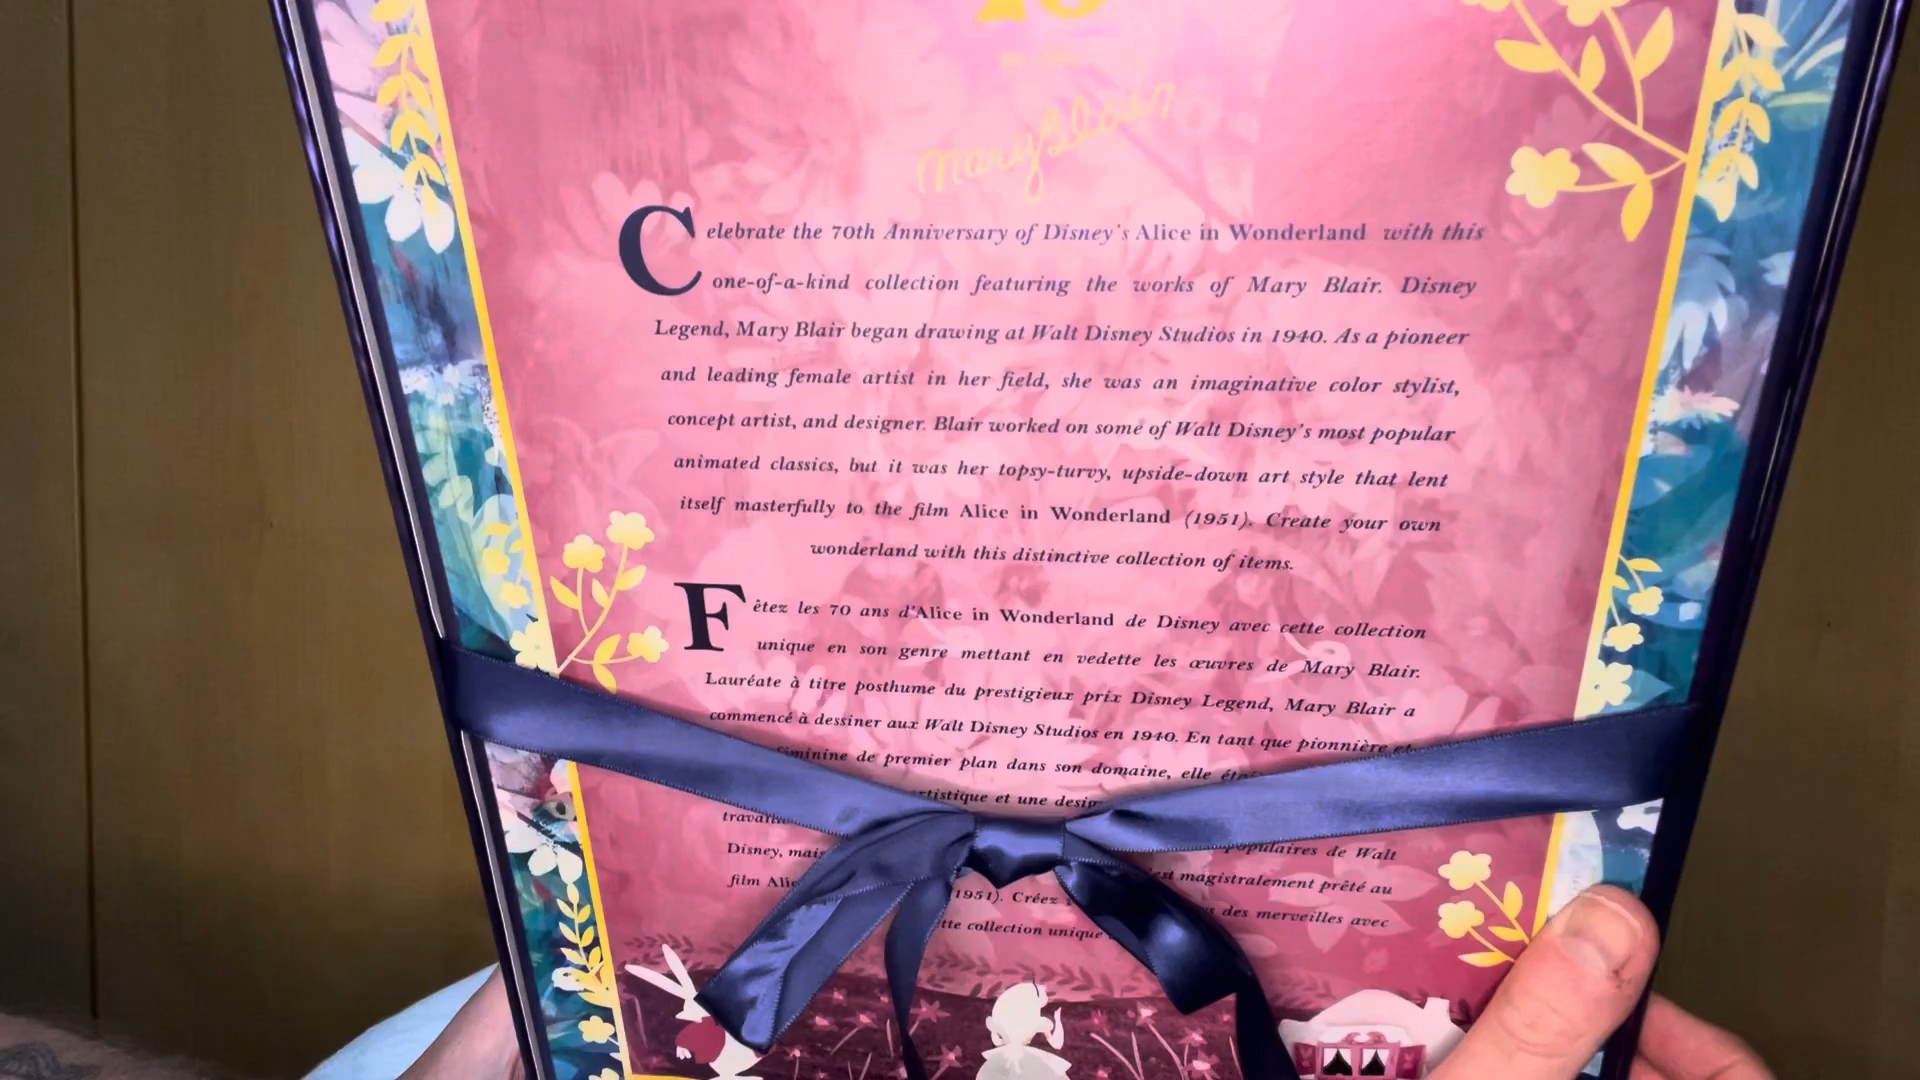 Mary Blair
Celebrate the 70th Anniversary of Disney's Alice in Wonderland with this
one-of-a-kind collection featuring the works of Mary Blair. Disney
Legend, Mary Blair began drawing at Walt Disney Studios in 1940. As a pioneer
and leading female artist in her field, she was an imaginative color stylist,
concept artist, and designer. Blair worked on some of Walt Disney's most popular
animated classics, but it was her topsy-turvy, upside-down art style that lent
itself masterfully to the film Alice in Wonderland (1951). Create your own
wonderland with this distinctive collection of items.
Fêtez les 70 ans d'Alice in Wonderland de Disney avec cette collection
unique en son genre mettant en vedette les œuvres de Mary Blair.
Lauréate à titre posthume du prestigieux prix Disney Legend, Mary Blair a
commencé à dessiner aux Walt Disney Studios en 1940. En tant que pionnière et
de premier plan dans son domaine, elle
et une
populaires de Walt
Disney,
magistralement prêté au
film
1951). Créez
des merveilles avec
collection unique